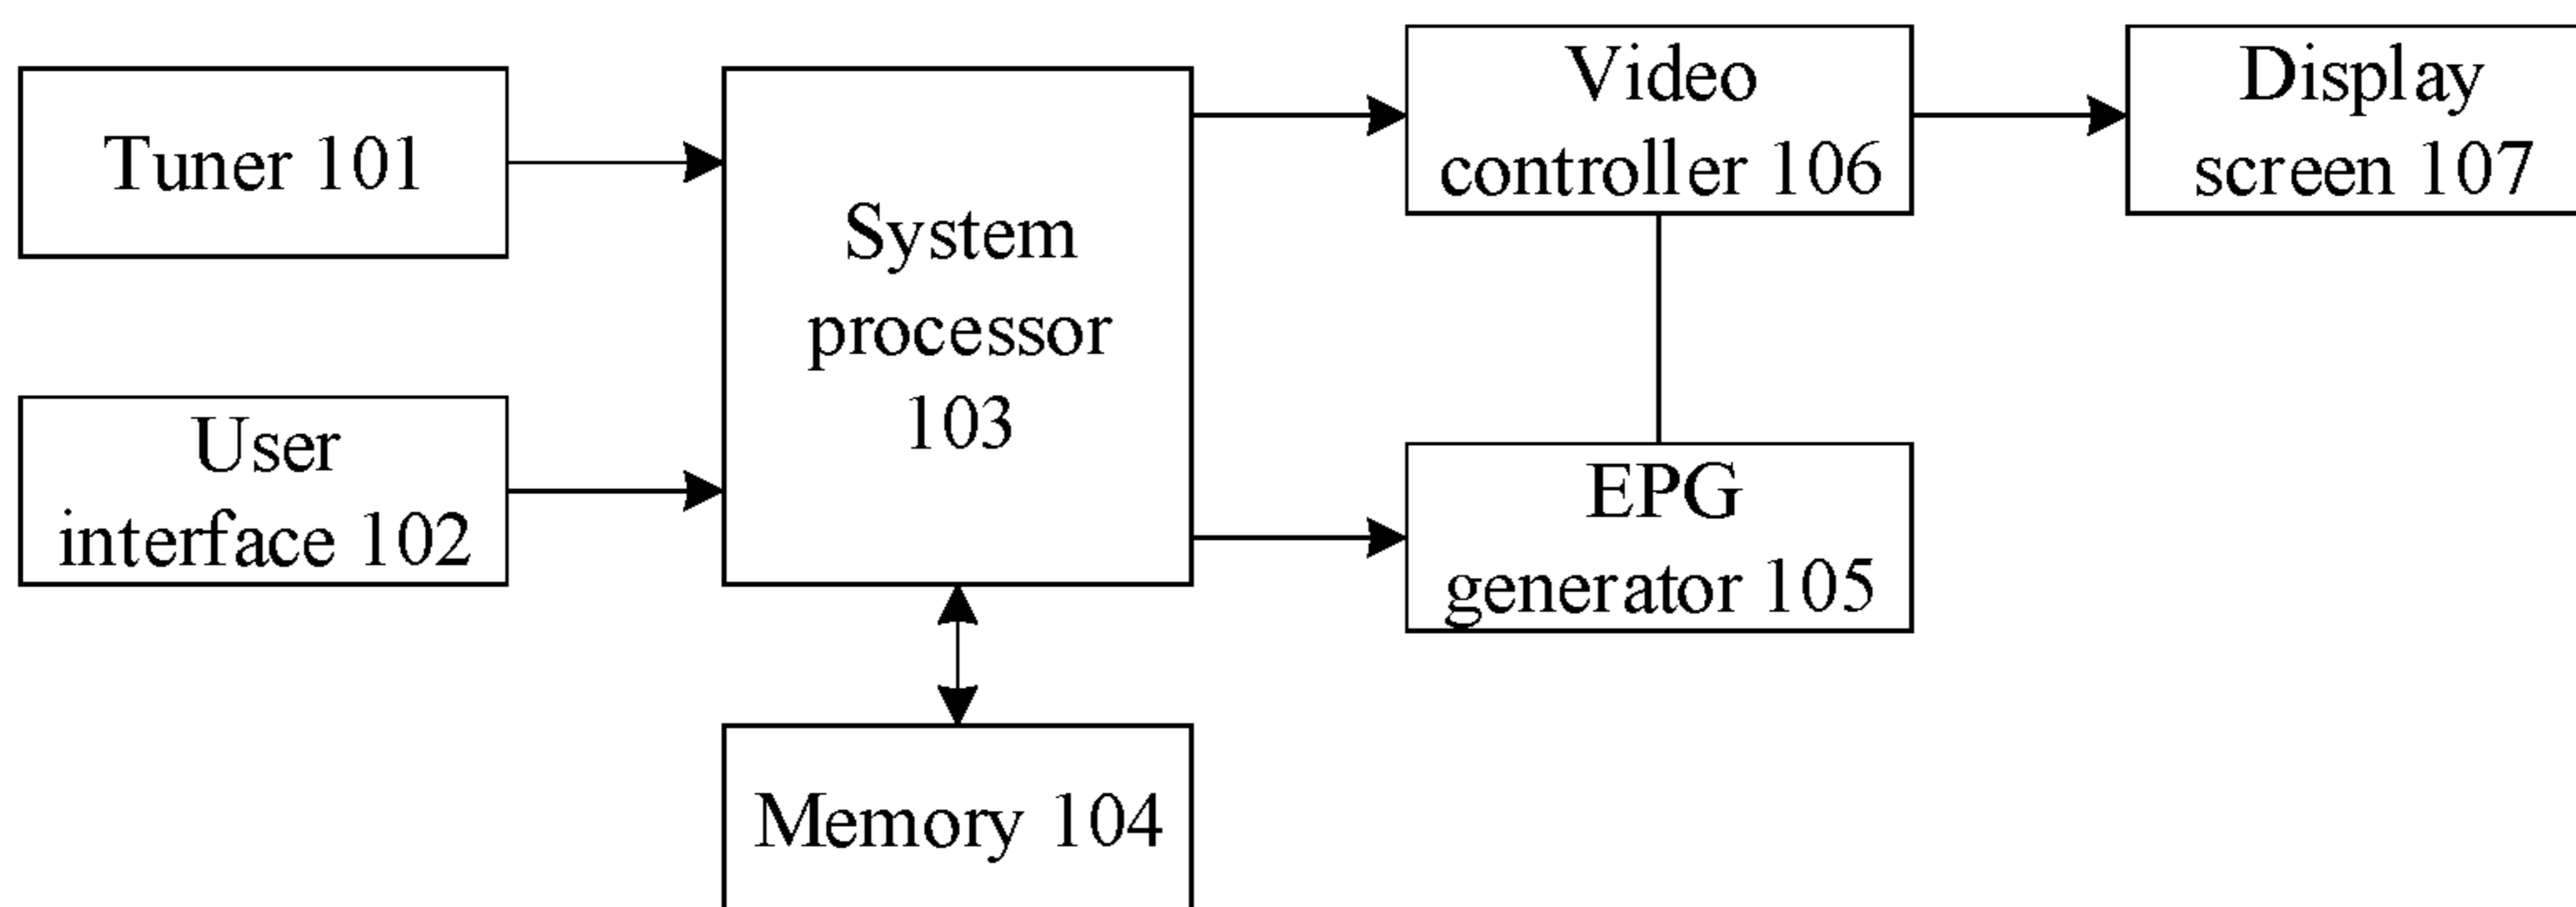 Tuner 101
User
interface 102
System
processor
103
Memory 104
Video
controller 106
EPG
generator 105
Display
screen 107